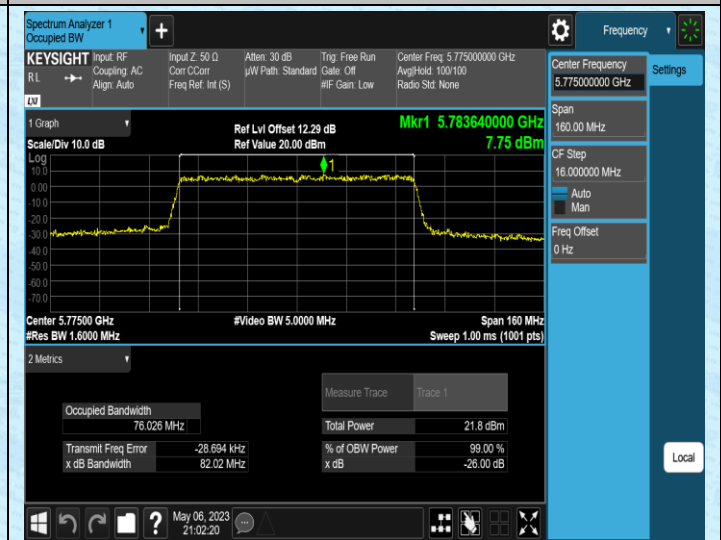 Spectrum Analyzer 1
Occupied BW
+
Frequency
KEYSIGHT
RL
LXI
Input: RF
Coupling: AC
Align: Auto
Input Z: 50 Ω
Corr CCorr
Freq Ref: Int (S)
Atten: 30 dB
µW Path: Standard
Trig: Free Run
Gate: Off
#IF Gain: Low
Center Freq: 5.775000000 GHz
Avg|Hold: 100/100
Radio Std: None
Center Frequency
5.775000000 GHz
Settings
Span
160.00 MHz
CF Step
16.000000 MHz
Auto
Man
Freq Offset
0 Hz
1 Graph
Scale/Div 10.0 dB
Ref Lvl Offset 12.29 dB
Ref Value 20.00 dBm
Mkr1 5.783640000 GHz
7.75 dBm
Log
1
10.0
0.00
-10.0
-20.0
-30.0
-40.0
-50.0
-60.0
-70.0
Center 5.77500 GHz
#Video BW 5.0000 MHz
Span 160 MHz
#Res BW 1.6000 MHz
Sweep 1.00 ms (1001 pts)
2 Metrics
Measure Trace
Trace 1
Occupied Bandwidth
76.026 MHz
Total Power
21.8 dBm
Transmit Freq Error
-28.694 kHz
% of OBW Power
99.00 %
x dB Bandwidth
82.02 MHz
x dB
-26.00 dB
Local
?
May 06, 2023
21:02:20